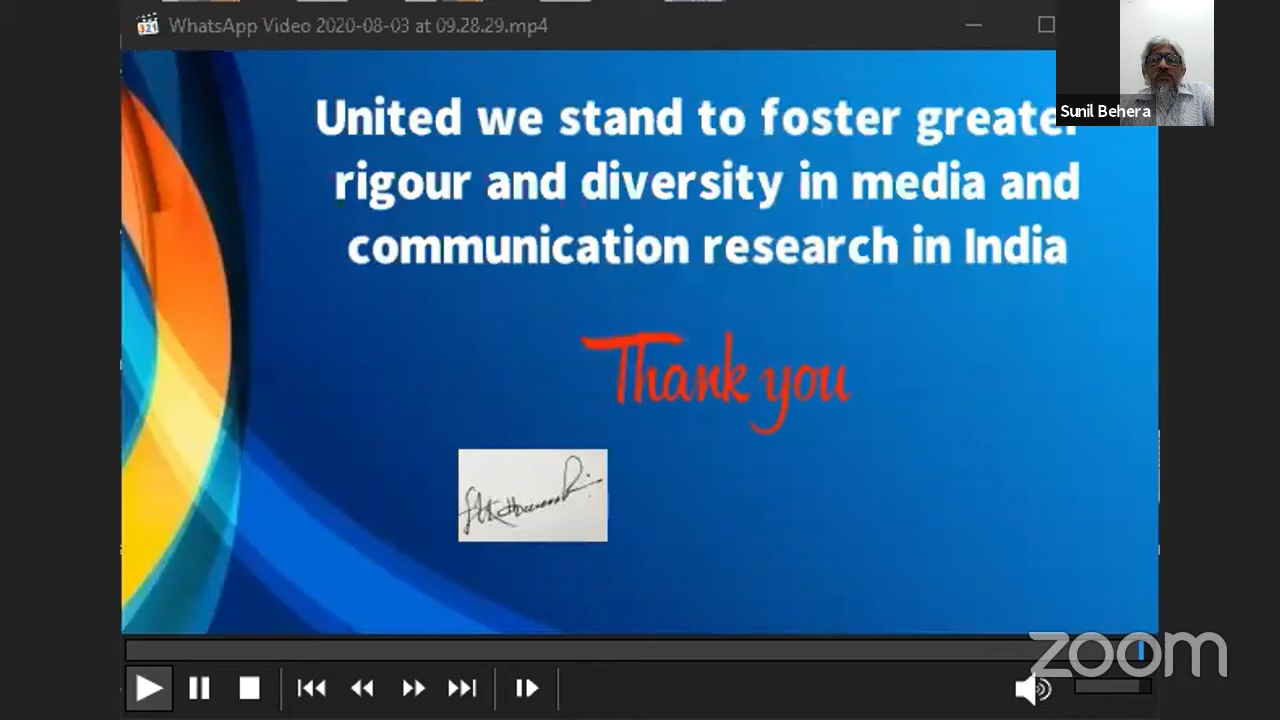 WhatsApp Video 2020-08-03 at 09.28.29.mp4
Sunil Behera
United we stand to foster greater
rigour and diversity in media and
communication research in India
Thank you
zoom